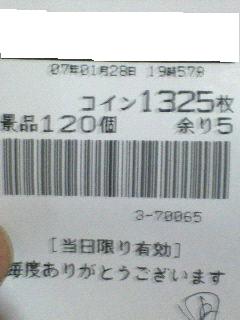 07年01月28日 19時57分
コイン1325枚
景品120個 余り5
3-70065
[当日限り有効]
毎度ありがとうございます